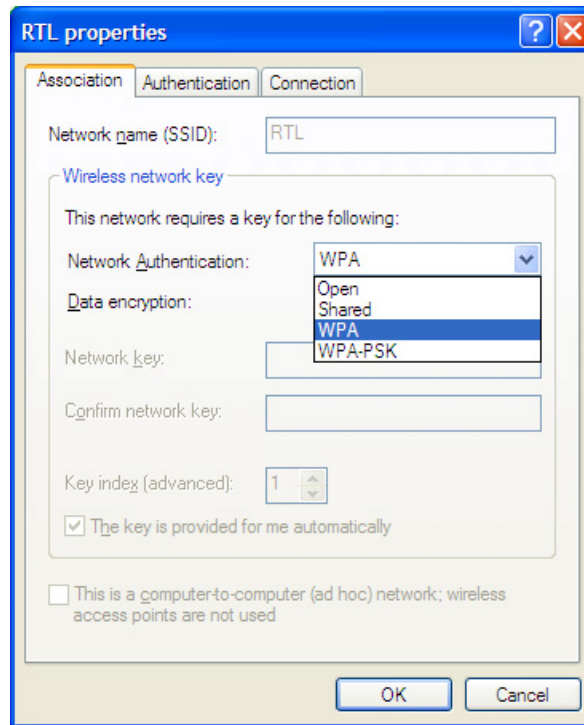 RTL properties
Association Authentication Connection
Network name (SSID): RTL
Wireless network key
This network requires a key for the following:
Network Authentication: WPA
Open
Data encryption:
Shared
WPA
WPA-PSK
Network key:
Confirm network key:
Key index (advanced): 1
The key is provided for me automatically
This is a computer-to-computer (ad hoc) network; wireless
access points are not used
OK Cancel